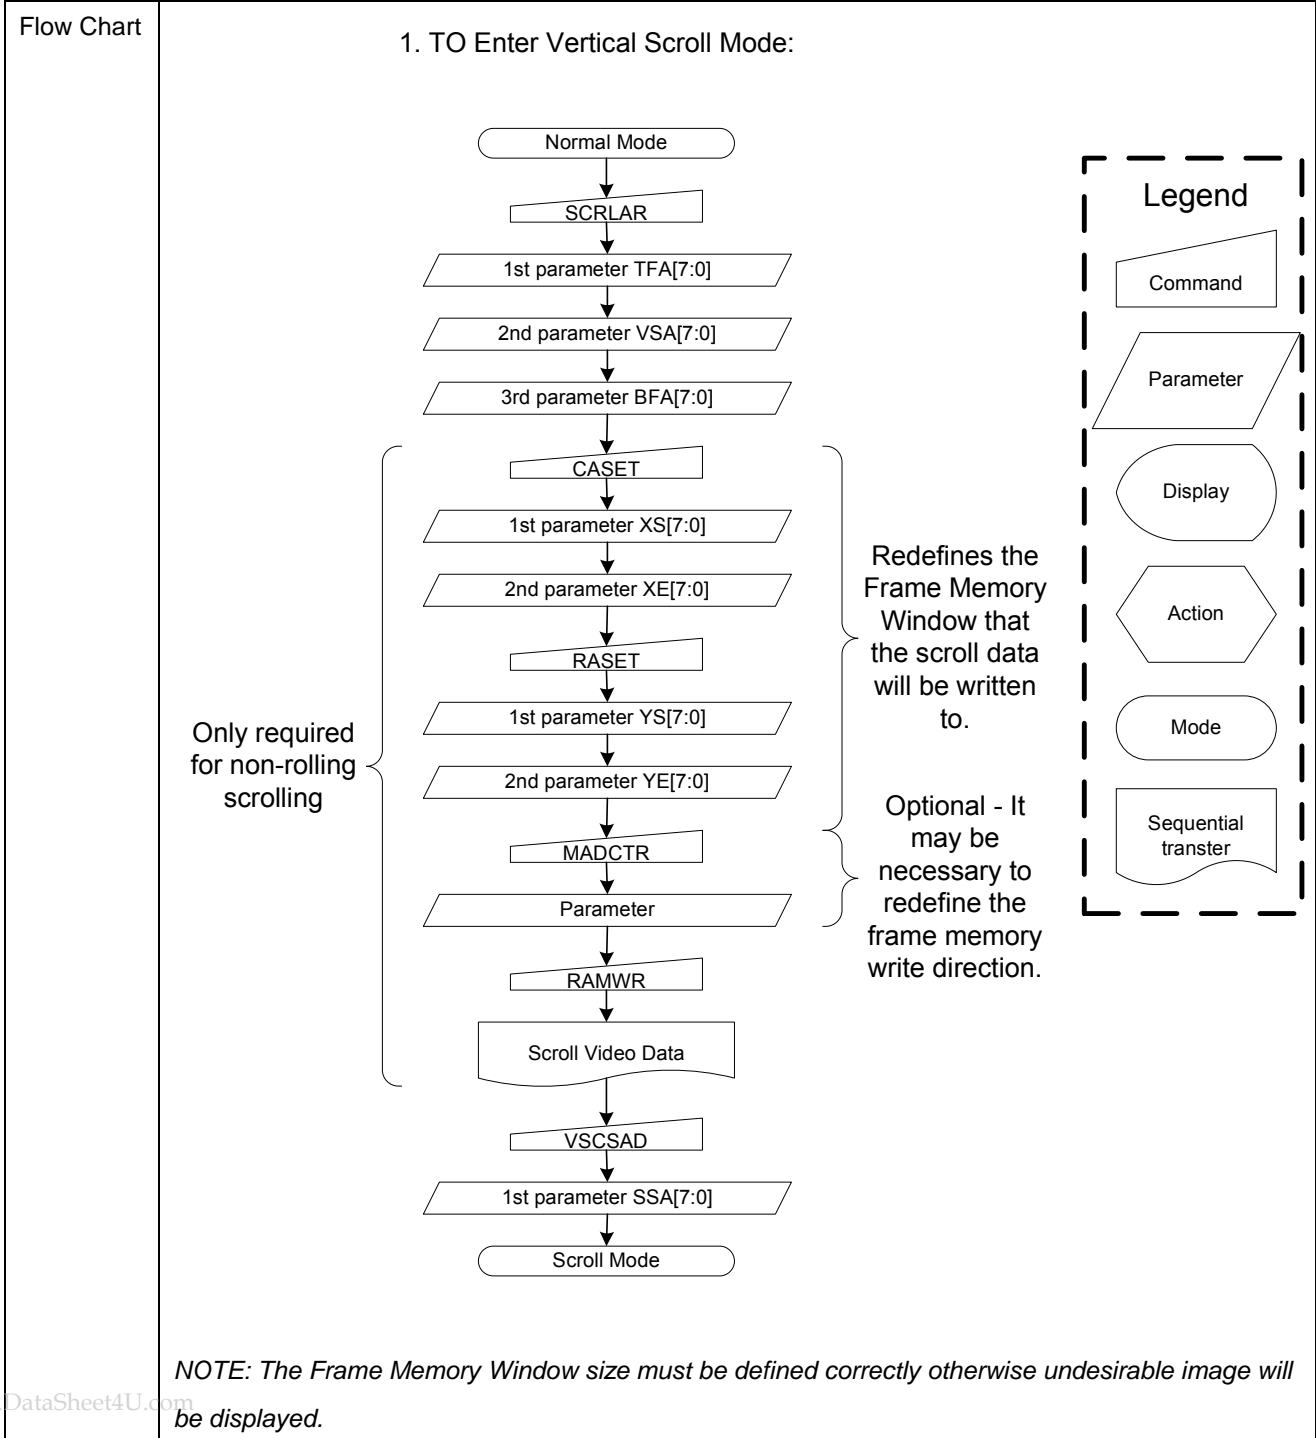 Flow Chart
1. TO Enter Vertical Scroll Mode:
Normal Mode
SCRLAR
1st parameter TFA[7:0]
2nd parameter VSA[7:0]
3rd parameter BFA[7:0]
CASET
1st parameter XS[7:0]
2nd parameter XE[7:0]
RASET
1st parameter YS[7:0]
2nd parameter YE[7:0]
MADCTR
Parameter
RAMWR
Scroll Video Data
VSCSAD
1st parameter SSA[7:0]
Scroll Mode
Only required
for non-rolling
scrolling
Redefines the
Frame Memory
Window that
the scroll data
will be written
to.
Optional - It
may be
necessary to
redefine the
frame memory
write direction.
Legend
Command
Parameter
Display
Action
Mode
Sequential
transter
NOTE: The Frame Memory Window size must be defined correctly otherwise undesirable image will
be displayed.
DataSheet4U.com